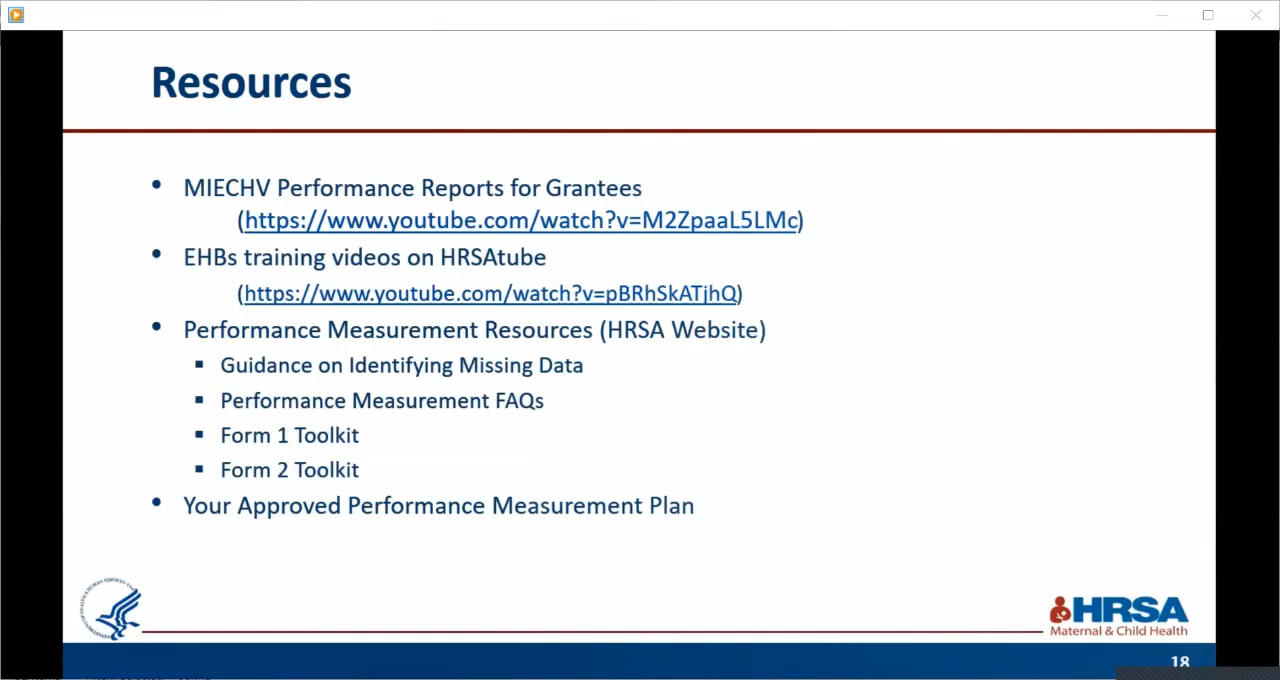 Resources
• MIECHV Performance Reports for Grantees
(https://www.youtube.com/watch?v=M2ZpaaL5LMc)
• EHBs training videos on HRSAtube
(https://www.youtube.com/watch?v=pBRhSkATjhQ)
• Performance Measurement Resources (HRSA Website)
▪ Guidance on Identifying Missing Data
▪ Performance Measurement FAQs
▪ Form 1 Toolkit
▪ Form 2 Toolkit
• Your Approved Performance Measurement Plan
HRSA
Maternal & Child Health
18